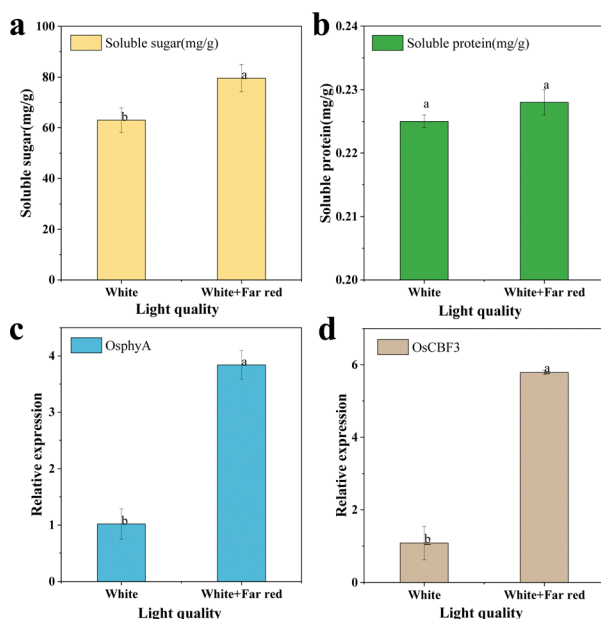 a
Soluble sugar(mg/g)
Soluble sugar(mg/g)
100
80
60
40
20
0
b
a
White
White+Far red
Light quality
b
Soluble protein(mg/g)
Soluble protein(mg/g)
0.23
0.22
0.21
0.20
a
a
White
White+Far red
Light quality
c
OsphyA
Relative expression
4
3
2
1
0
b
a
White
White+Far red
Light quality
d
OsCBF3
Relative expression
6
4
2
0
b
a
White
White+Far red
Light quality